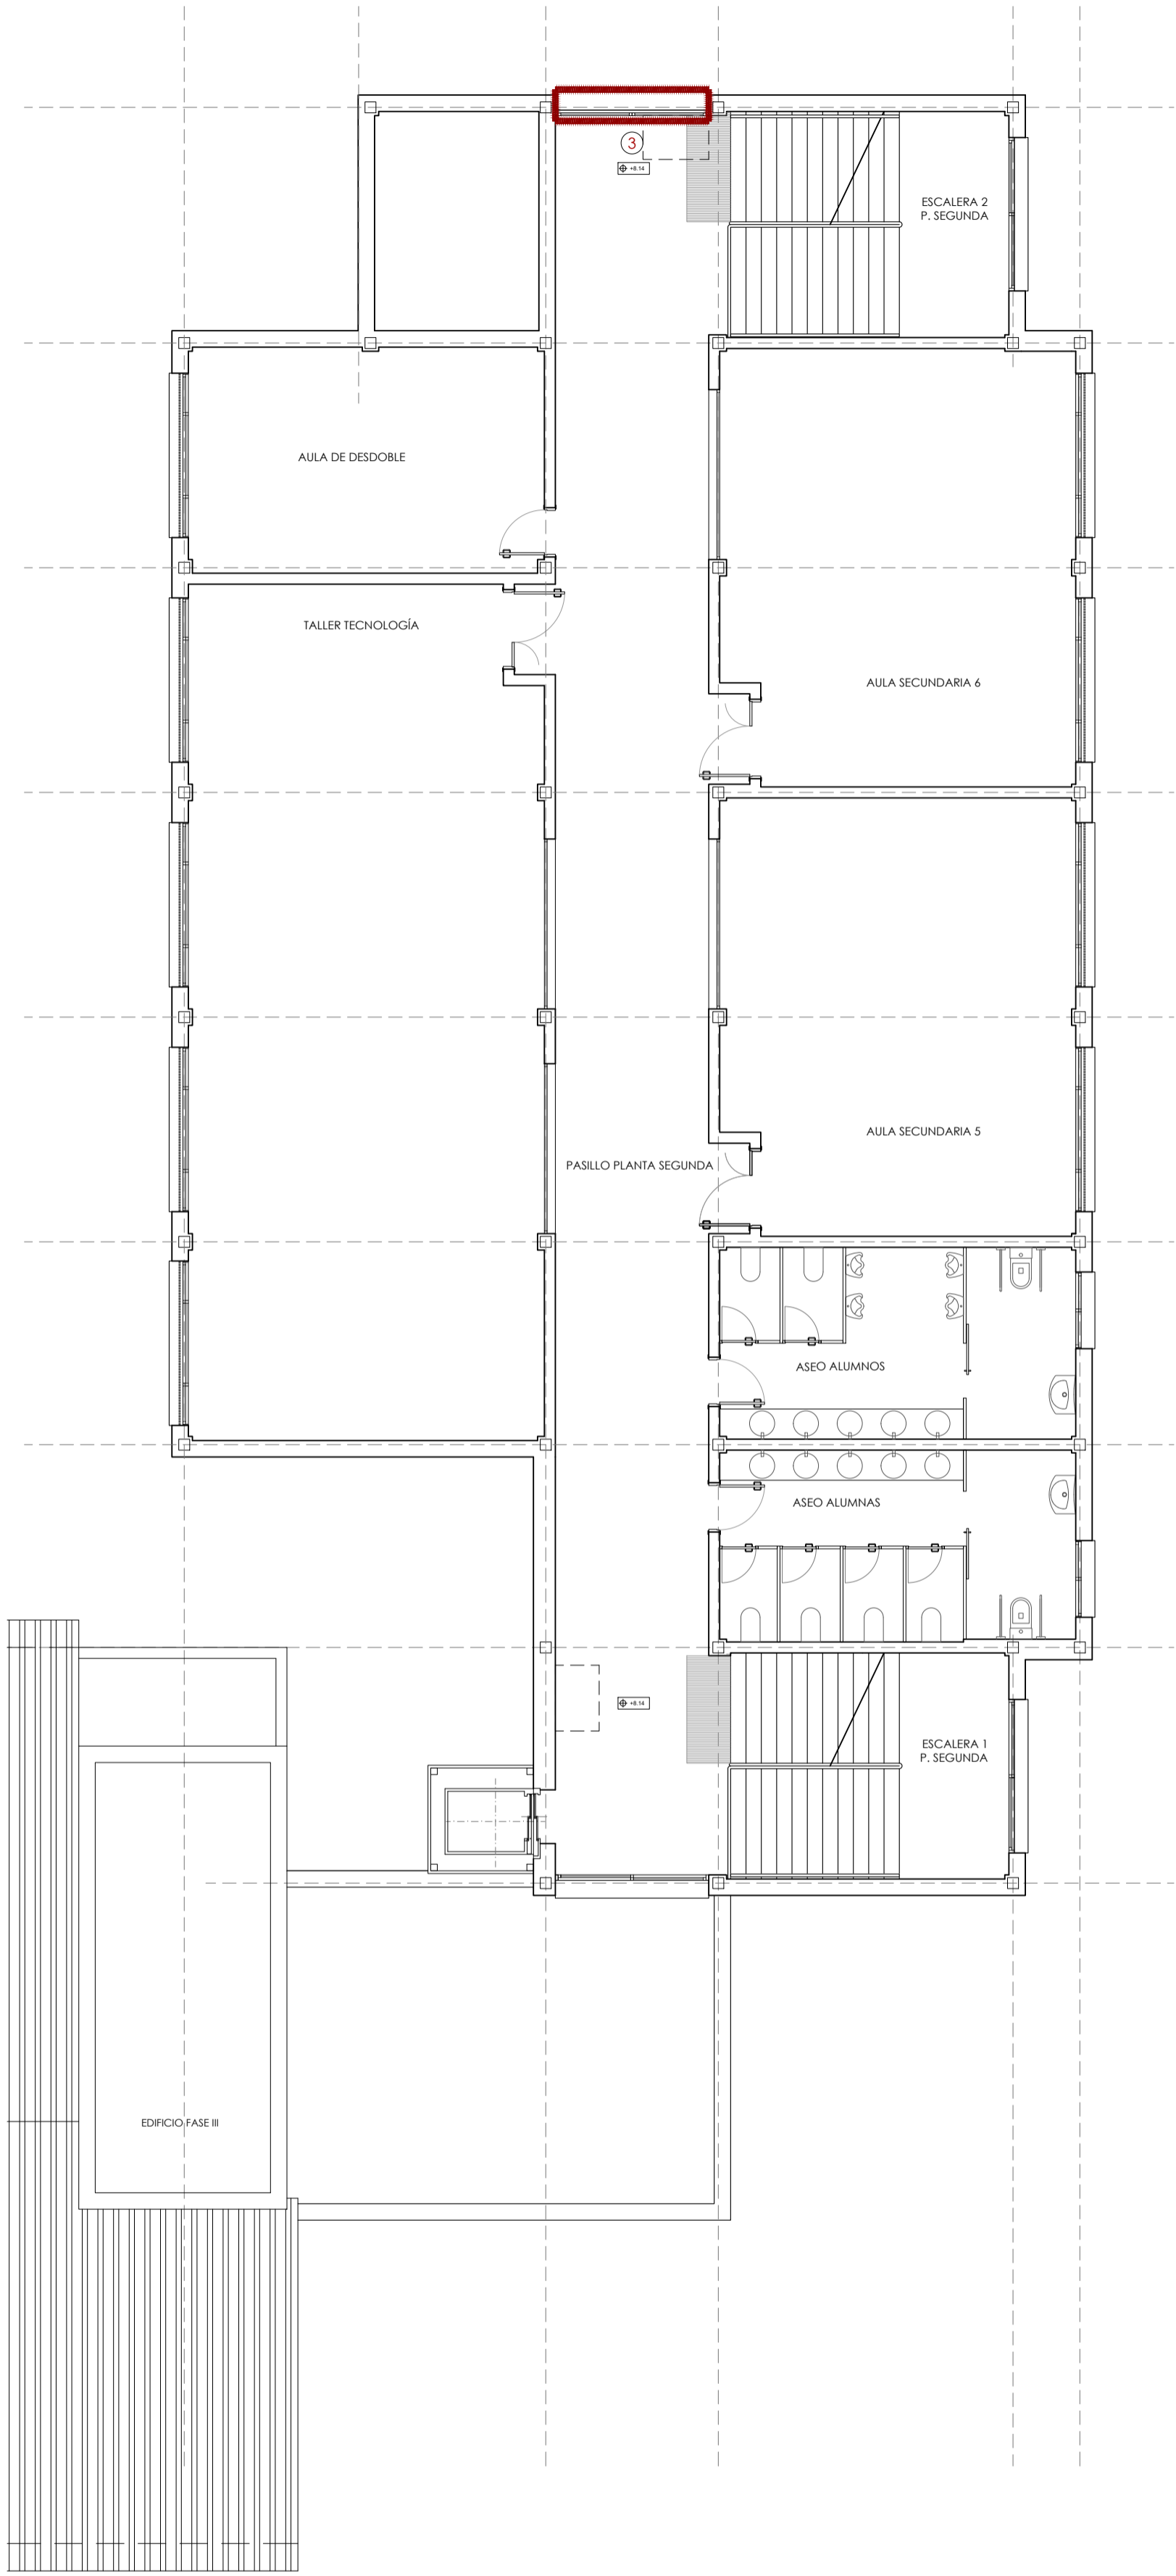 3
+8.14
ESCALERA 2
P. SEGUNDA
AULA DE DESDOBLE
TALLER TECNOLOGÍA
AULA SECUNDARIA 6
AULA SECUNDARIA 5
PASILLO PLANTA SEGUNDA
ASEO ALUMNOS
ASEO ALUMNAS
+8.14
ESCALERA 1
P. SEGUNDA
EDIFICIO FASE III